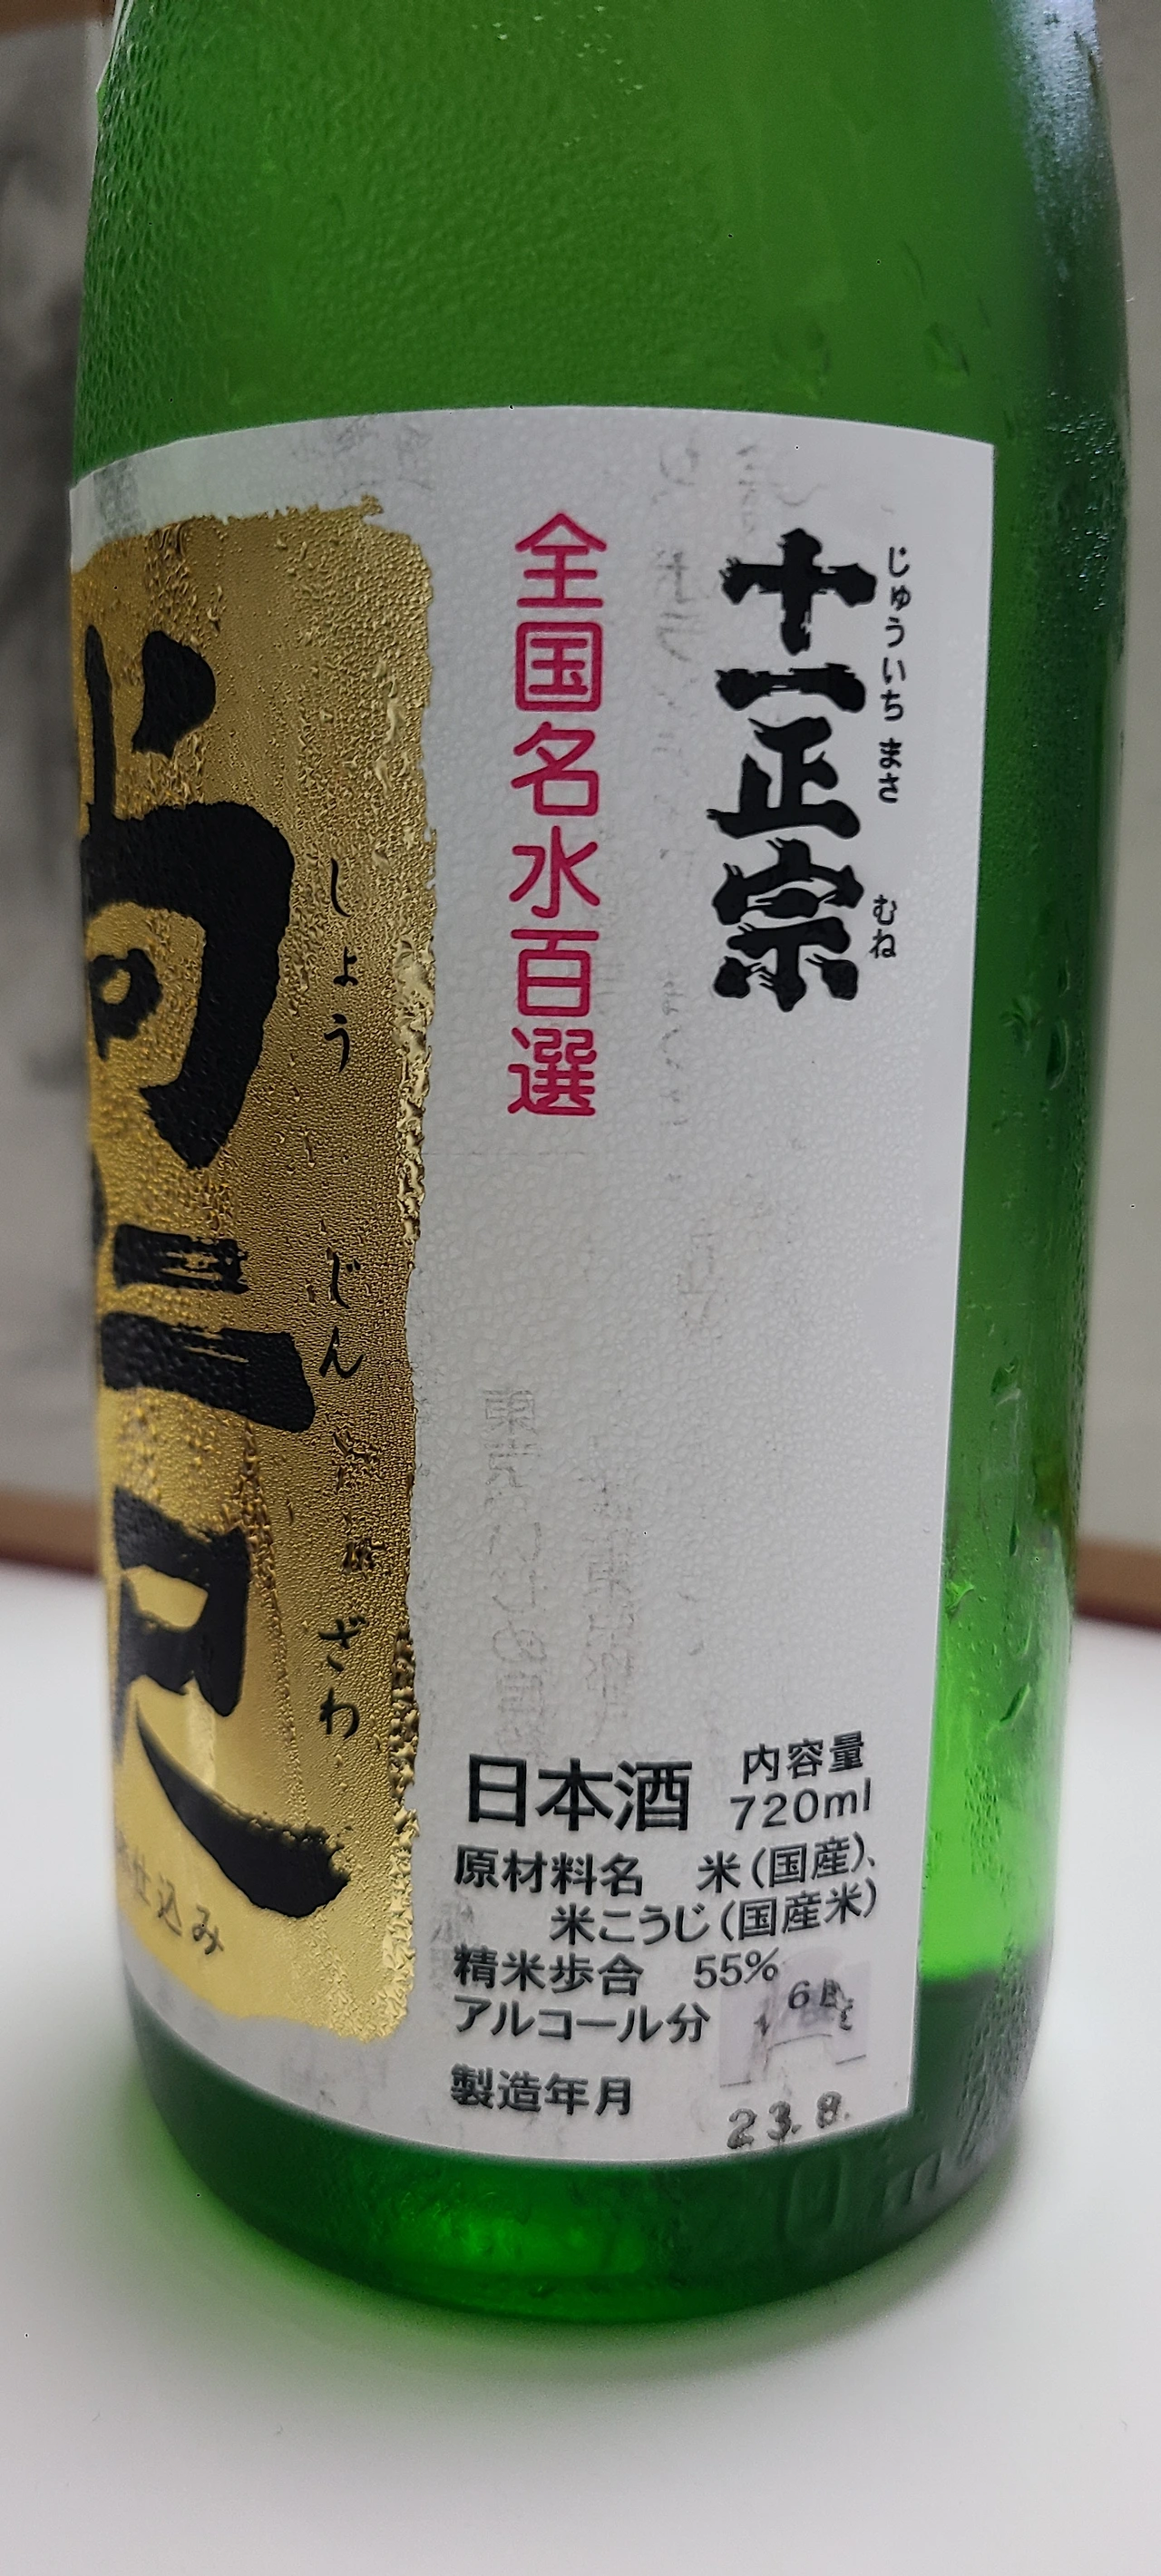 じゅういち まさ むね
十一正宗
全国名水百選
しょう じん ざわ
尚仁沢
仕込み
日本酒
内容量
720ml
原材料名 米(国産)、
米こうじ(国産米)
精米歩合 55%
アルコール分
製造年月
23.8.